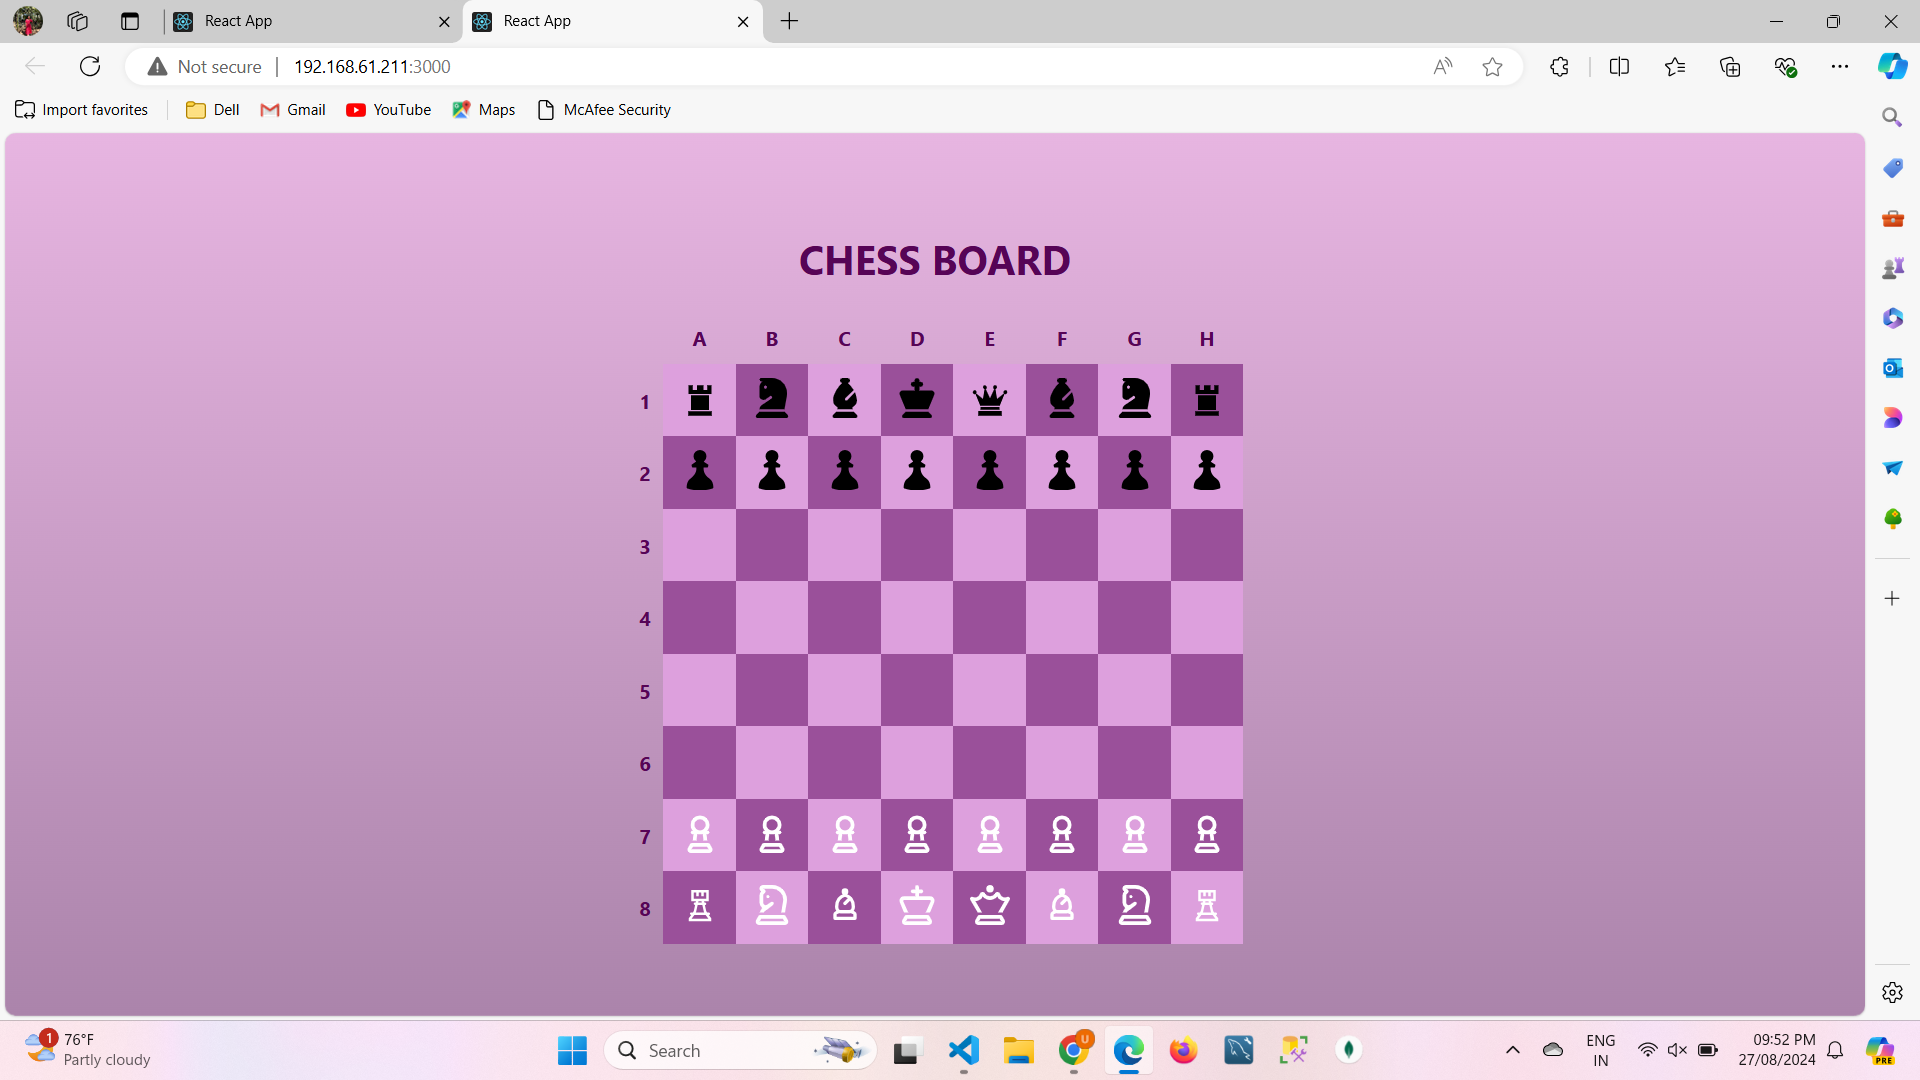 React App
React App
Not secure
192.168.61.211:3000
Import favorites
Dell
Gmail
YouTube
Maps
McAfee Security
CHESS BOARD
A B C D E F G H
1
2
3
4
5
6
7
8
1
76°F
Partly cloudy
Search
U
ENG
IN
09:52 PM
27/08/2024
PRE